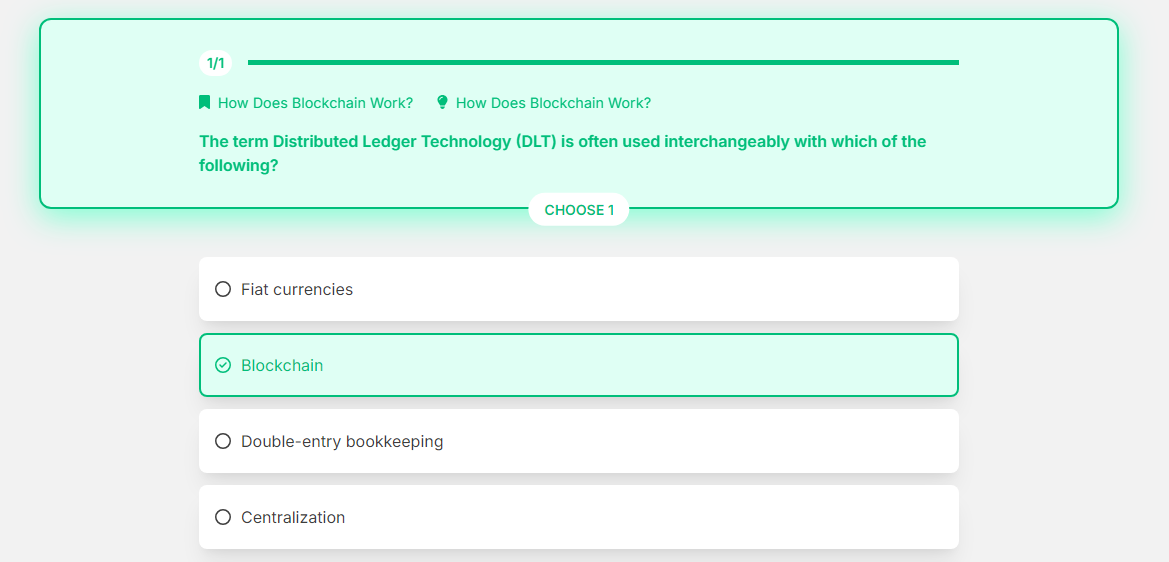 1/1
How Does Blockchain Work? How Does Blockchain Work?
The term Distributed Ledger Technology (DLT) is often used interchangeably with which of the
following?
CHOOSE 1
Fiat currencies
Blockchain
Double-entry bookkeeping
Centralization